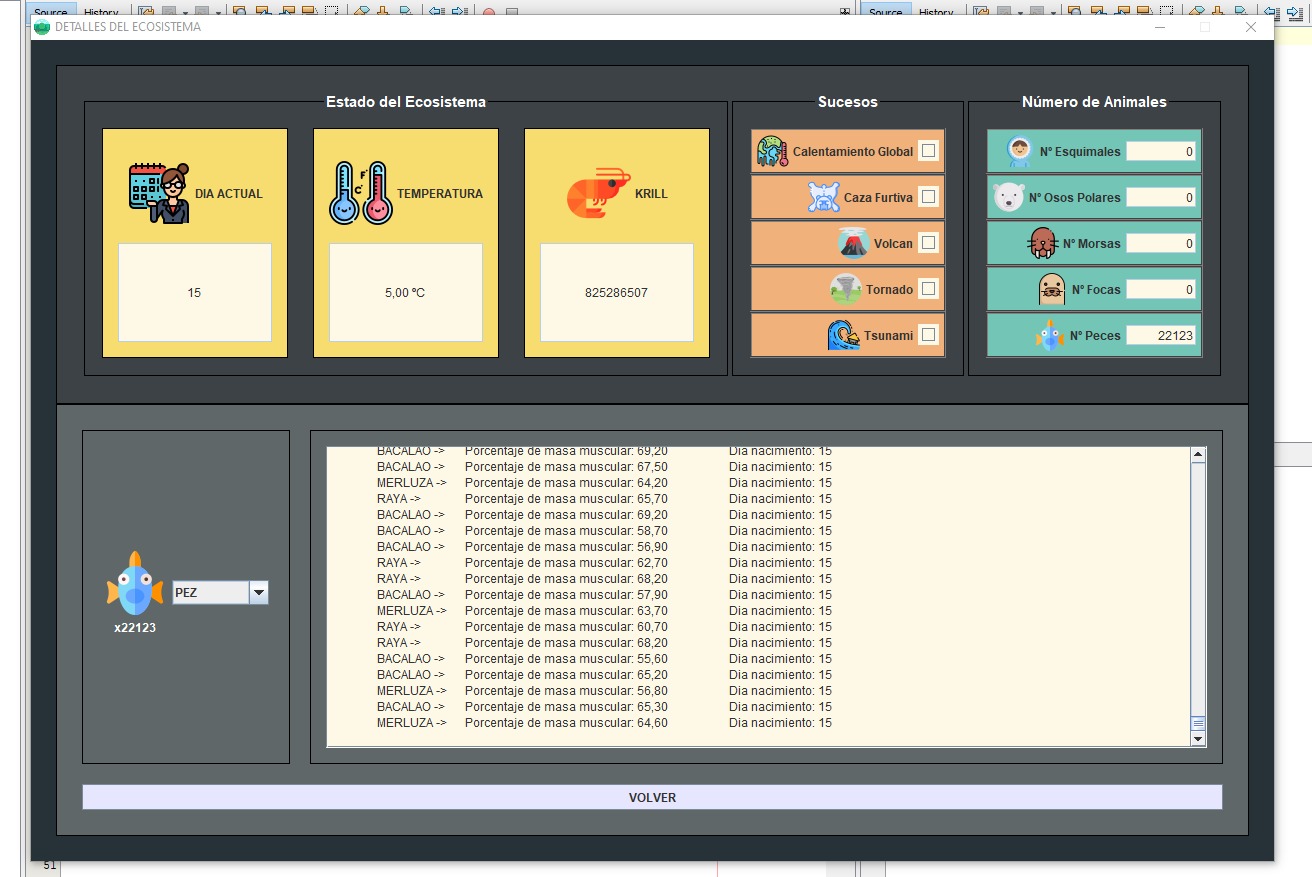 Source History
Source History
DETALLES DEL ECOSISTEMA
Estado del Ecosistema
DIA ACTUAL
15
F°
C°
TEMPERATURA
5,00 ºC
KRILL
825286507
Sucesos
Calentamiento Global
Caza Furtiva
Volcan
Tornado
Tsunami
Número de Animales
Nº Esquimales 0
Nº Osos Polares 0
Nº Morsas 0
Nº Focas 0
Nº Peces 22123
PEZ
x22123
BACALAO -> Porcentaje de masa muscular: 69,20 Dia nacimiento: 15
BACALAO -> Porcentaje de masa muscular: 67,50 Dia nacimiento: 15
MERLUZA -> Porcentaje de masa muscular: 64,20 Dia nacimiento: 15
RAYA -> Porcentaje de masa muscular: 65,70 Dia nacimiento: 15
BACALAO -> Porcentaje de masa muscular: 69,20 Dia nacimiento: 15
BACALAO -> Porcentaje de masa muscular: 58,70 Dia nacimiento: 15
BACALAO -> Porcentaje de masa muscular: 56,90 Dia nacimiento: 15
RAYA -> Porcentaje de masa muscular: 62,70 Dia nacimiento: 15
RAYA -> Porcentaje de masa muscular: 68,20 Dia nacimiento: 15
BACALAO -> Porcentaje de masa muscular: 57,90 Dia nacimiento: 15
MERLUZA -> Porcentaje de masa muscular: 63,70 Dia nacimiento: 15
RAYA -> Porcentaje de masa muscular: 60,70 Dia nacimiento: 15
RAYA -> Porcentaje de masa muscular: 68,20 Dia nacimiento: 15
BACALAO -> Porcentaje de masa muscular: 55,60 Dia nacimiento: 15
BACALAO -> Porcentaje de masa muscular: 65,20 Dia nacimiento: 15
MERLUZA -> Porcentaje de masa muscular: 56,80 Dia nacimiento: 15
BACALAO -> Porcentaje de masa muscular: 65,30 Dia nacimiento: 15
MERLUZA -> Porcentaje de masa muscular: 64,60 Dia nacimiento: 15
VOLVER
51